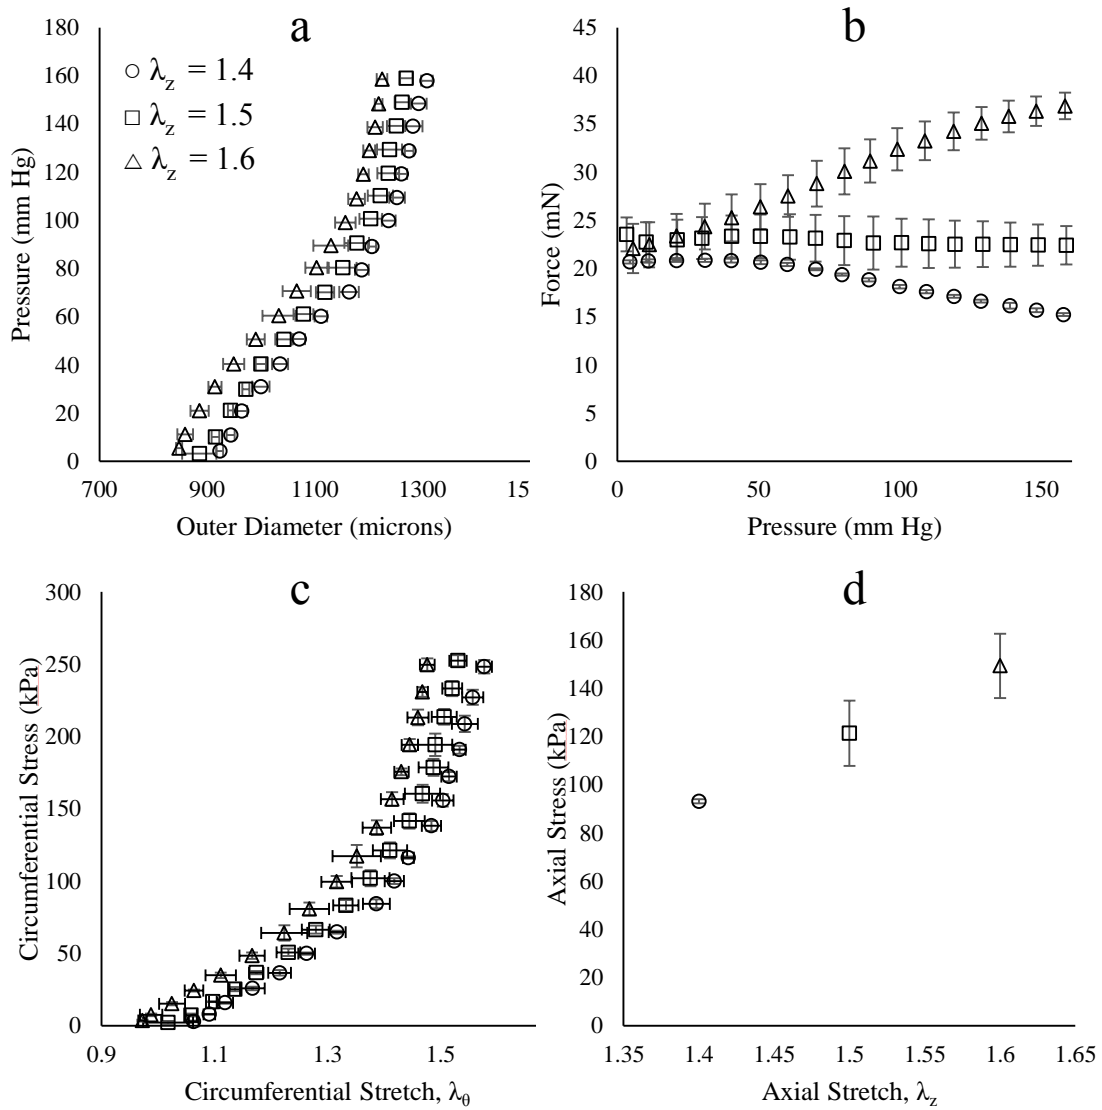 a
180
160
140
120
100
80
60
40
20
0
Pressure (mm Hg)
λz = 1.4
λz = 1.5
λz = 1.6
700 900 1100 1300 15
Outer Diameter (microns)
b
45
40
35
30
25
20
15
10
5
0
Force (mN)
0 50 100 150
Pressure (mm Hg)
c
300
250
200
150
100
50
0
Circumferential Stress (kPa)
0.9 1.1 1.3 1.5
Circumferential Stretch, λθ
d
180
160
140
120
100
80
60
40
20
0
Axial Stress (kPa)
1.35 1.4 1.45 1.5 1.55 1.6 1.65
Axial Stretch, λz